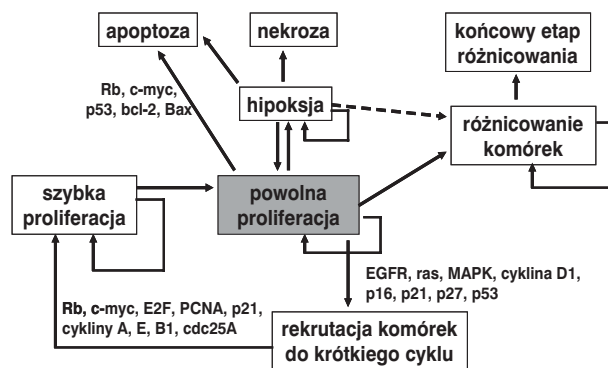 apoptoza
nekroza
końcowy etap
różnicowania
Rb, c-myc,
p53, bcl-2, Bax
hipoksja
różnicowanie
komórek
szybka
proliferacja
powolna
proliferacja
EGFR, ras, MAPK, cyklina D1,
p16, p21, p27, p53
Rb, c-myc, E2F, PCNA, p21,
cykliny A, E, B1, cdc25A
rekrutacja komórek
do krótkiego cyklu